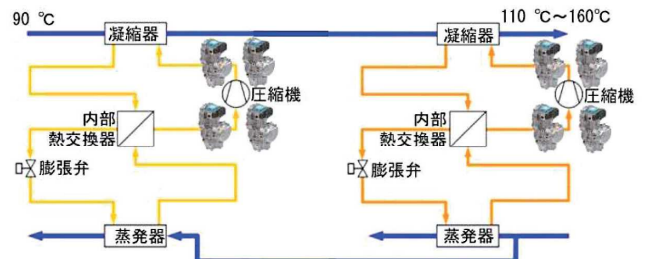 90 ℃
凝縮器
圧縮機
内部
熱交換器
膨張弁
蒸発器
110 ℃～160℃
凝縮器
圧縮機
内部
熱交換器
膨張弁
蒸発器